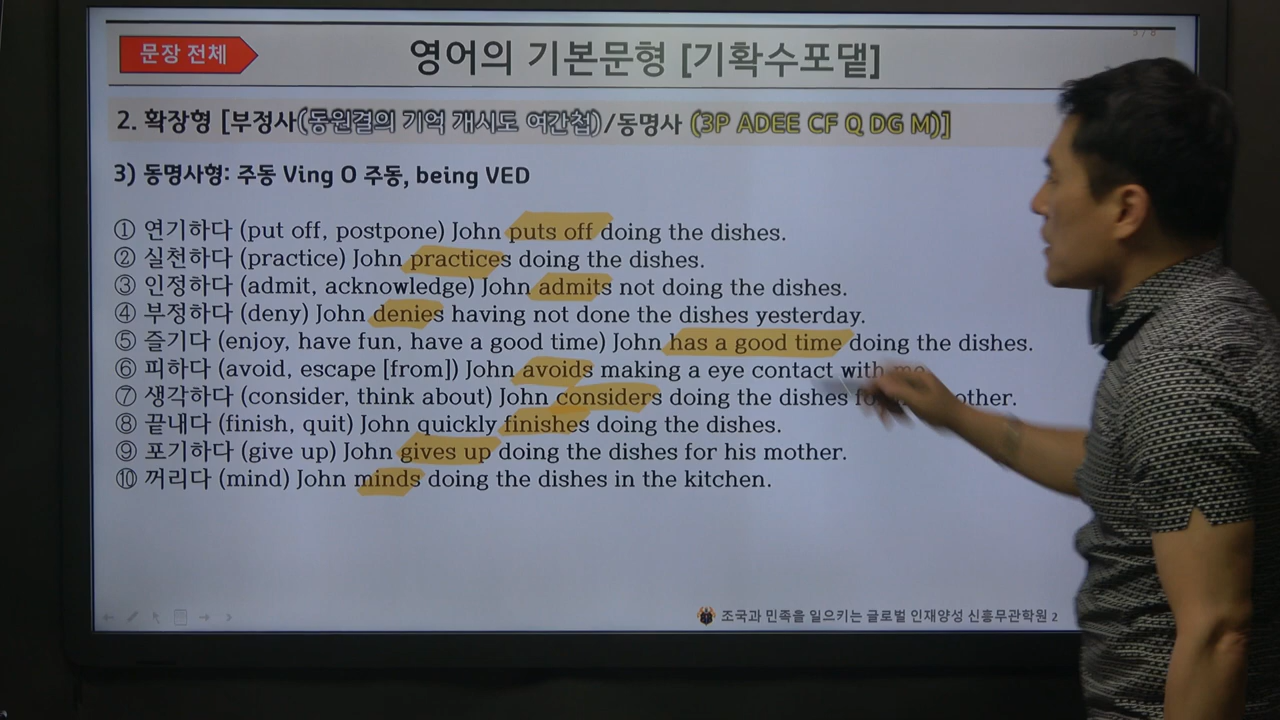 문장 전체
영어의 기본문형 [기확수포댙]
2. 확장형 [부정사(동원결의 기억 개시도 여간첩)/동명사 (3P ADEE CF Q DG M)]
3) 동명사형: 주동 Ving O 주동, being VED
① 연기하다 (put off, postpone) John puts off doing the dishes.
② 실천하다 (practice) John practices doing the dishes.
③ 인정하다 (admit, acknowledge) John admits not doing the dishes.
④ 부정하다 (deny) John denies having not done the dishes yesterday.
⑤ 즐기다 (enjoy, have fun, have a good time) John has a good time doing the dishes.
⑥ 피하다 (avoid, escape [from]) John avoids making a eye contact with me
⑦ 생각하다 (consider, think about) John considers doing the dishes
⑧ 끝내다 (finish, quit) John quickly finishes doing the dishes.
⑨ 포기하다 (give up) John gives up doing the dishes for his mother.
⑩ 꺼리다 (mind) John minds doing the dishes in the kitchen.
조국과 민족을 일으키는 글로벌 인재양성 신흥무관학원 2